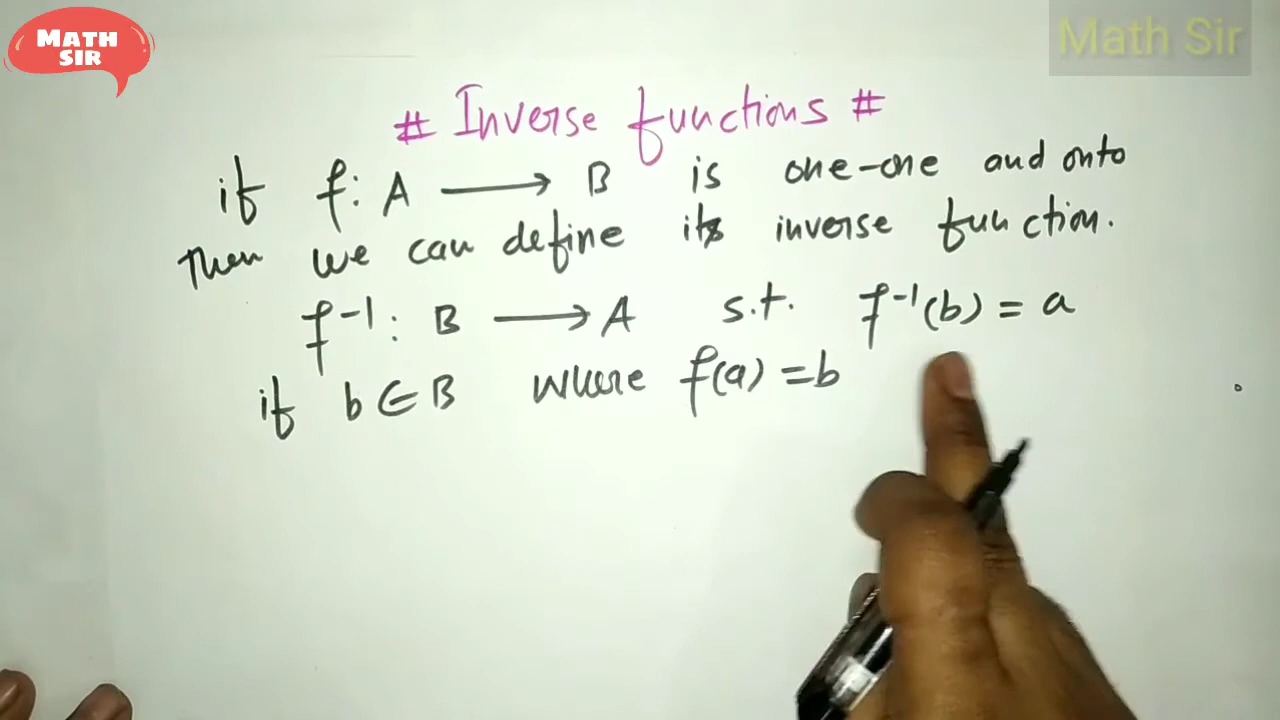 MATH
SIR
Math Sir
# Inverse functions #
if f: A ⟶ B is one-one and onto
Then we can define its inverse function.
f⁻¹: B ⟶ A s.t. f⁻¹(b) = a
if b ∈ B where f(a) = b